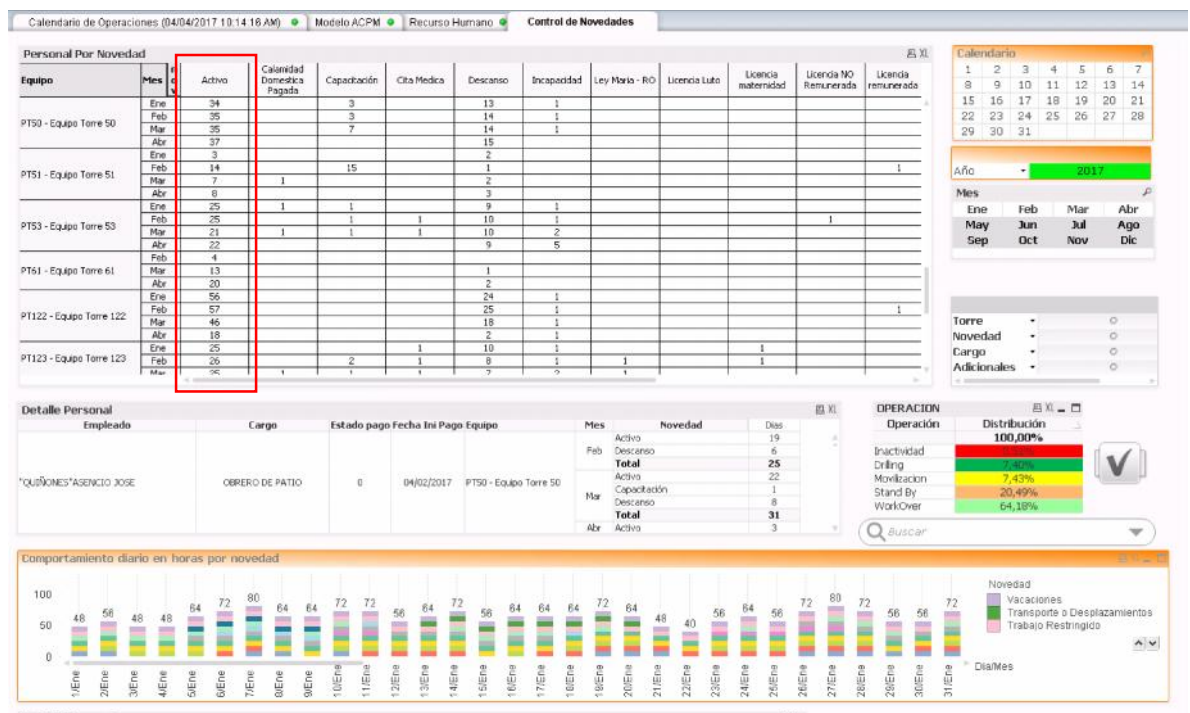 Calendario de Operaciones (04/04/2017 10:14:16 AM) Modelo ACPM Recurso Humano Control de Novedades
Personal Por Novedad XL
Equipo Mes Activo Calamidad Domestica Pagada Capacitación Cita Medica Descanso Incapacidad Ley Maria - RO Licencia Luto Licencia maternidad Licencia NO Remunerada Licencia remunerada
PT50 - Equipo Torre 50
Ene 34 3 13 1
Feb 35 3 14 1
Mar 35 7 14 1
Abr 37 15
PT51 - Equipo Torre 51
Ene 3 2
Feb 14 15 1 1
Mar 7 1 2
Abr 8 3
PT53 - Equipo Torre 53
Ene 25 1 1 9 1
Feb 25 1 1 10 1 1
Mar 21 1 1 1 10 2
Abr 22 9 5
PT61 - Equipo Torre 61
Feb 4
Mar 13 1
Abr 20 2
PT122 - Equipo Torre 122
Ene 56 24 1
Feb 57 25 1 1
Mar 46 18 1
Abr 18 2 1
PT123 - Equipo Torre 123
Ene 25 1 10 1 1
Feb 26 2 1 8 1 1 1
Mar 25 1 1 1 7 2 1
Calendario
1 2 3 4 5 6 7
8 9 10 11 12 13 14
15 16 17 18 19 20 21
22 23 24 25 26 27 28
29 30 31
Año 2017
Mes
Ene Feb Mar Abr
May Jun Jul Ago
Sep Oct Nov Dic
Torre
Novedad
Cargo
Adicionales
Detalle Personal XL
Empleado Cargo Estado pago Fecha Ini Pago Equipo Mes Novedad Dias
"QUIÑONES"ASENCIO JOSE OBRERO DE PATIO 0 04/02/2017 PT50 - Equipo Torre 50
Feb
Activo 19
Descanso 6
Total 25
Mar
Activo 22
Capacitación 1
Descanso 8
Total 31
Abr Activo 3
OPERACION XL
Operación Distribución
100,00%
Inactividad
Drilling 7,40%
Movilizacion 7,43%
Stand By 20,49%
WorkOver 64,18%
Buscar
Comportamiento diario en horas por novedad
100
50
0
48 56 48 48 64 72 80 64 64 72 72 56 64 72 56 64 64 64 72 64 48 40 56 64 56 72 80 72 56 56 72
1/Ene 2/Ene 3/Ene 4/Ene 5/Ene 6/Ene 7/Ene 8/Ene 9/Ene 10/Ene 11/Ene 12/Ene 13/Ene 14/Ene 15/Ene 16/Ene 17/Ene 18/Ene 19/Ene 20/Ene 21/Ene 22/Ene 23/Ene 24/Ene 25/Ene 26/Ene 27/Ene 28/Ene 29/Ene 30/Ene 31/Ene
Dia/Mes
Novedad
Vacaciones
Transporte o Desplazamientos
Trabajo Restringido